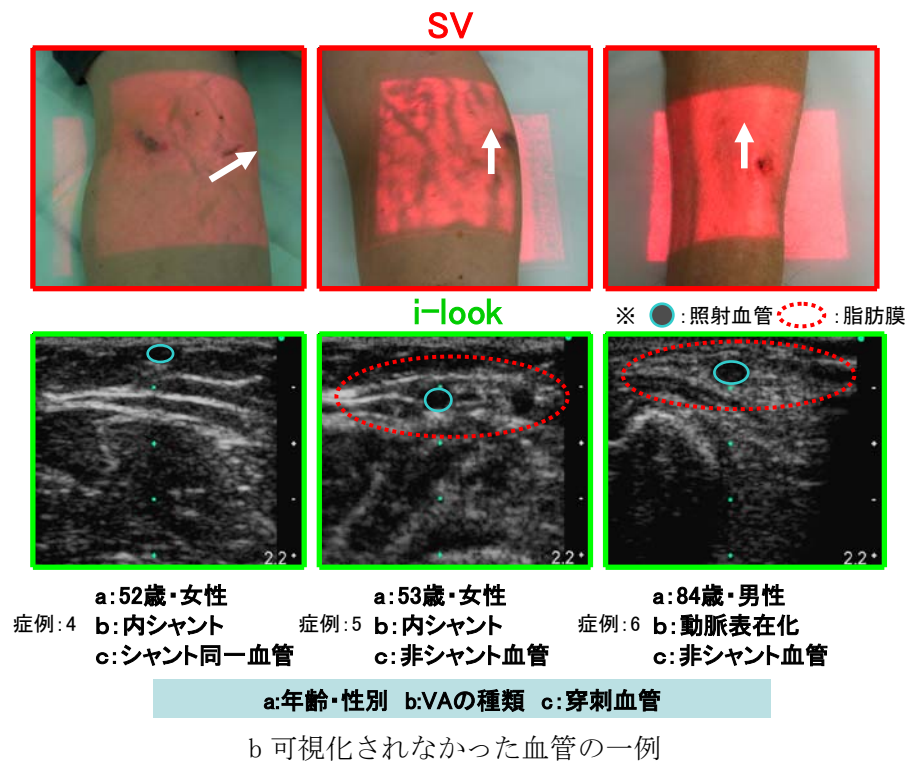 SV
i-look
※ :照射血管 :脂肪膜
2.2 2.2 2.2
a:52歳・女性 a:53歳・女性 a:84歳・男性
症例:4 b:内シャント 症例:5 b:内シャント 症例:6 b:動脈表在化
c:シャント同一血管 c:非シャント血管 c:非シャント血管
a:年齢・性別 b:VAの種類 c:穿刺血管
b 可視化されなかった血管の一例